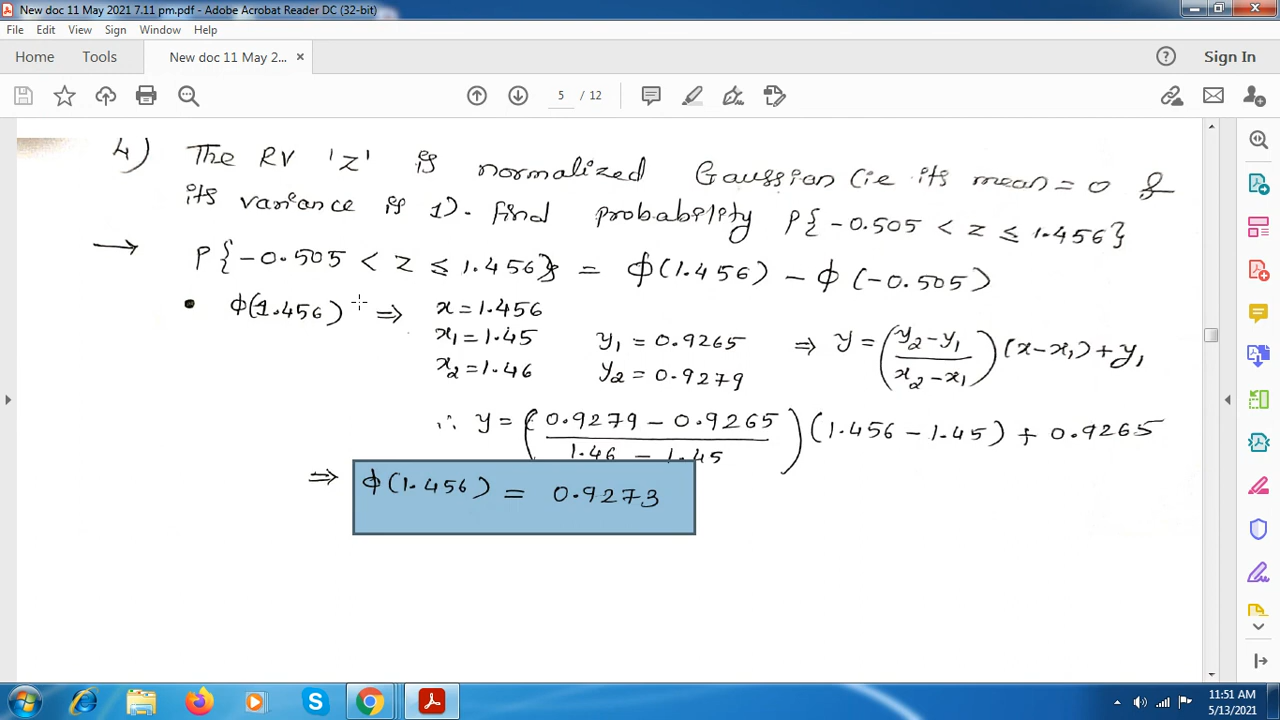 New doc 11 May 2021 7.11 pm.pdf - Adobe Acrobat Reader DC (32-bit)
File Edit View Sign Window Help
Home Tools New doc 11 May 2... × Sign In
5 / 12
4) The RV 'z' is normalized Gaussian (ie its mean = 0 &
its variance is 1). find probability P{-0.505 < z ≤ 1.456}
→ P{-0.505 < z ≤ 1.456} = ϕ(1.456) - ϕ(-0.505)
• ϕ(1.456) ⇒ x = 1.456
x₁ = 1.45 y₁ = 0.9265 ⇒ y = ((y₂ - y₁)/(x₂ - x₁))(x - x₁) + y₁
x₂ = 1.46 y₂ = 0.9279
∴ y = ((0.9279 - 0.9265)/(1.46 - 1.45))(1.456 - 1.45) + 0.9265
⇒ ϕ(1.456) = 0.9273
11:51 AM
5/13/2021